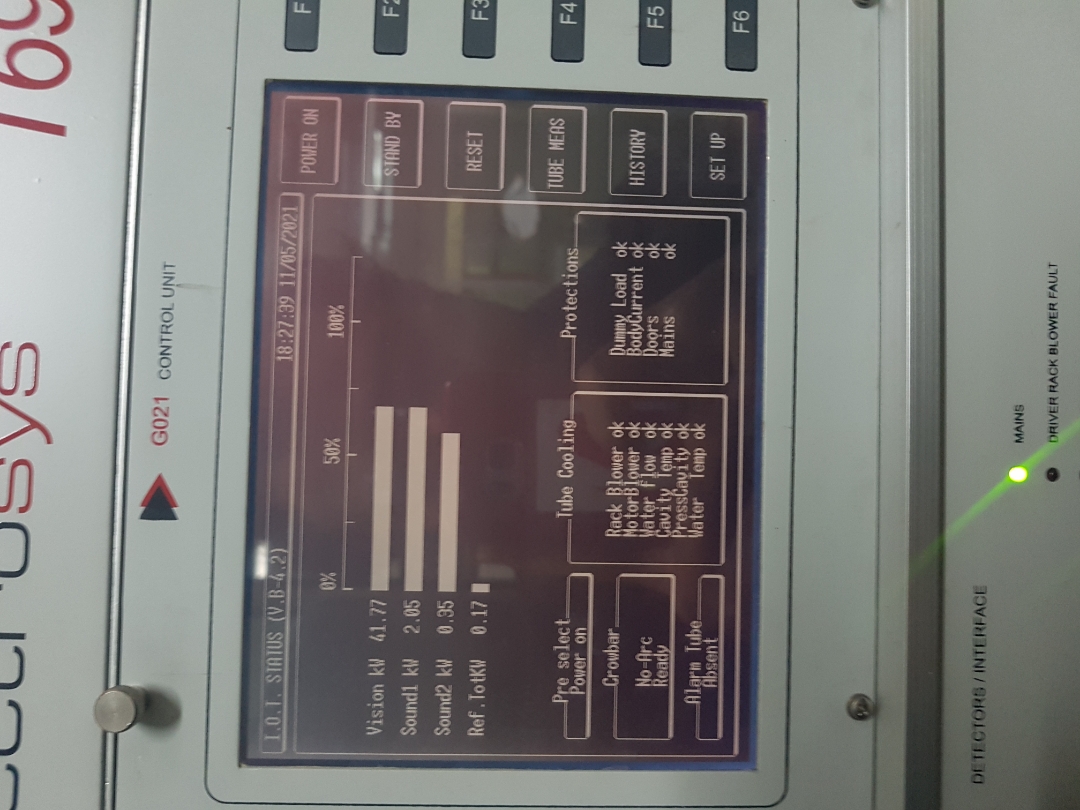 ectrosys 769
G021 CONTROL UNIT
I.O.T. STATUS (V.B-4.2) 18:27:39 11/05/2021
0% 50% 100%
Vision kW 41.77
Sound1 kW 2.05
Sound2 kW 0.35
Ref.TotKW 0.17
POWER ON
STAND BY
RESET
TUBE MEAS
HISTORY
SET UP
F
F2
F3
F4
F5
F6
Pre select
Power on
Crowbar
No-Arc
Ready
Alarm Tube
Absent
Tube Cooling
Rack Blower ok
MotorBlower ok
Water Flow ok
Cavity Temp ok
PressCavity ok
Water Temp ok
Protections
Dummy Load ok
BodyCurrent ok
Doors ok
Mains ok
DETECTORS / INTERFACE
MAINS
DRIVER RACK BLOWER FAULT